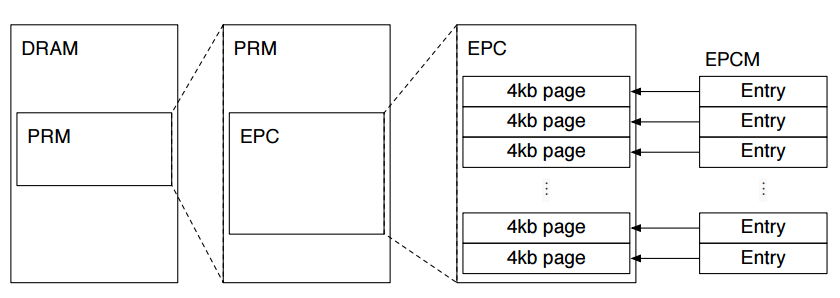 DRAM
PRM
PRM
EPC
EPC
4kb page
4kb page
4kb page
4kb page
4kb page
EPCM
Entry
Entry
Entry
Entry
Entry